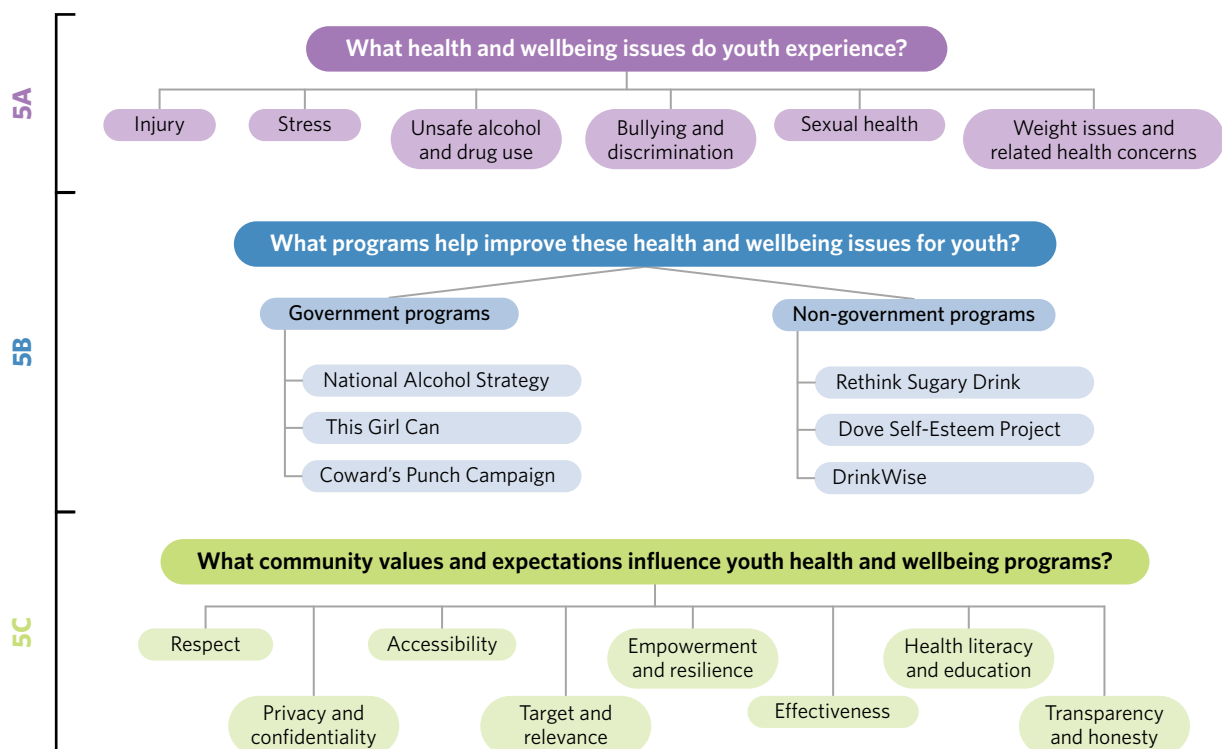 5A
What health and wellbeing issues do youth experience?
Injury
Stress
Unsafe alcohol
and drug use
Bullying and
discrimination
Sexual health
Weight issues and
related health concerns
5B
What programs help improve these health and wellbeing issues for youth?
Government programs
National Alcohol Strategy
This Girl Can
Coward's Punch Campaign
Non-government programs
Rethink Sugary Drink
Dove Self-Esteem Project
DrinkWise
5C
What community values and expectations influence youth health and wellbeing programs?
Respect
Privacy and
confidentiality
Accessibility
Target and
relevance
Empowerment
and resilience
Effectiveness
Health literacy
and education
Transparency
and honesty